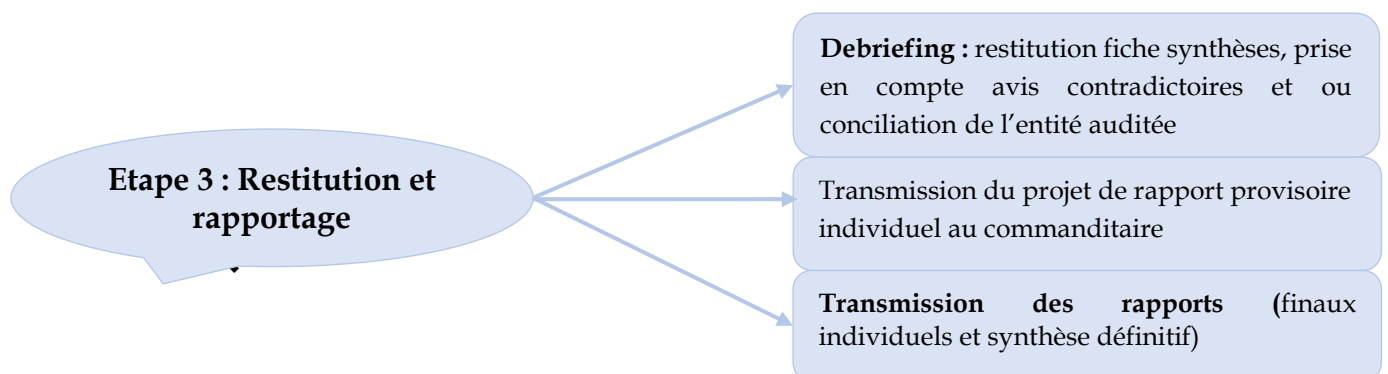 Etape 3 : Restitution et
rapportage
Debriefing : restitution fiche synthèses, prise
en compte avis contradictoires et ou
conciliation de l’entité auditée
Transmission du projet de rapport provisoire
individuel au commanditaire
Transmission des rapports (finaux
individuels et synthèse définitif)